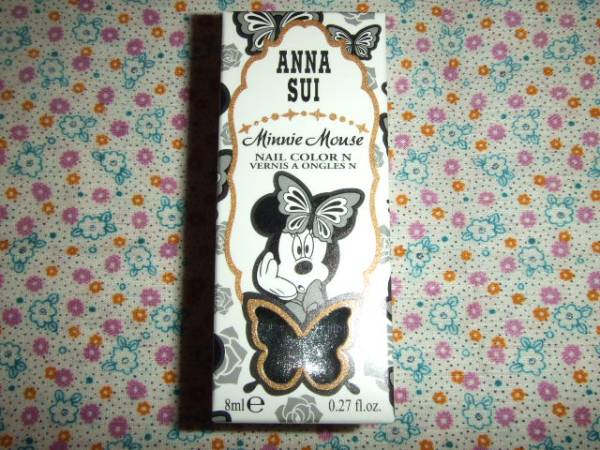 ANNA
SUI
Minnie Mouse
NAIL COLOR N
VERNIS A ONGLES N
8ml ℮ 0.27 fl.oz.